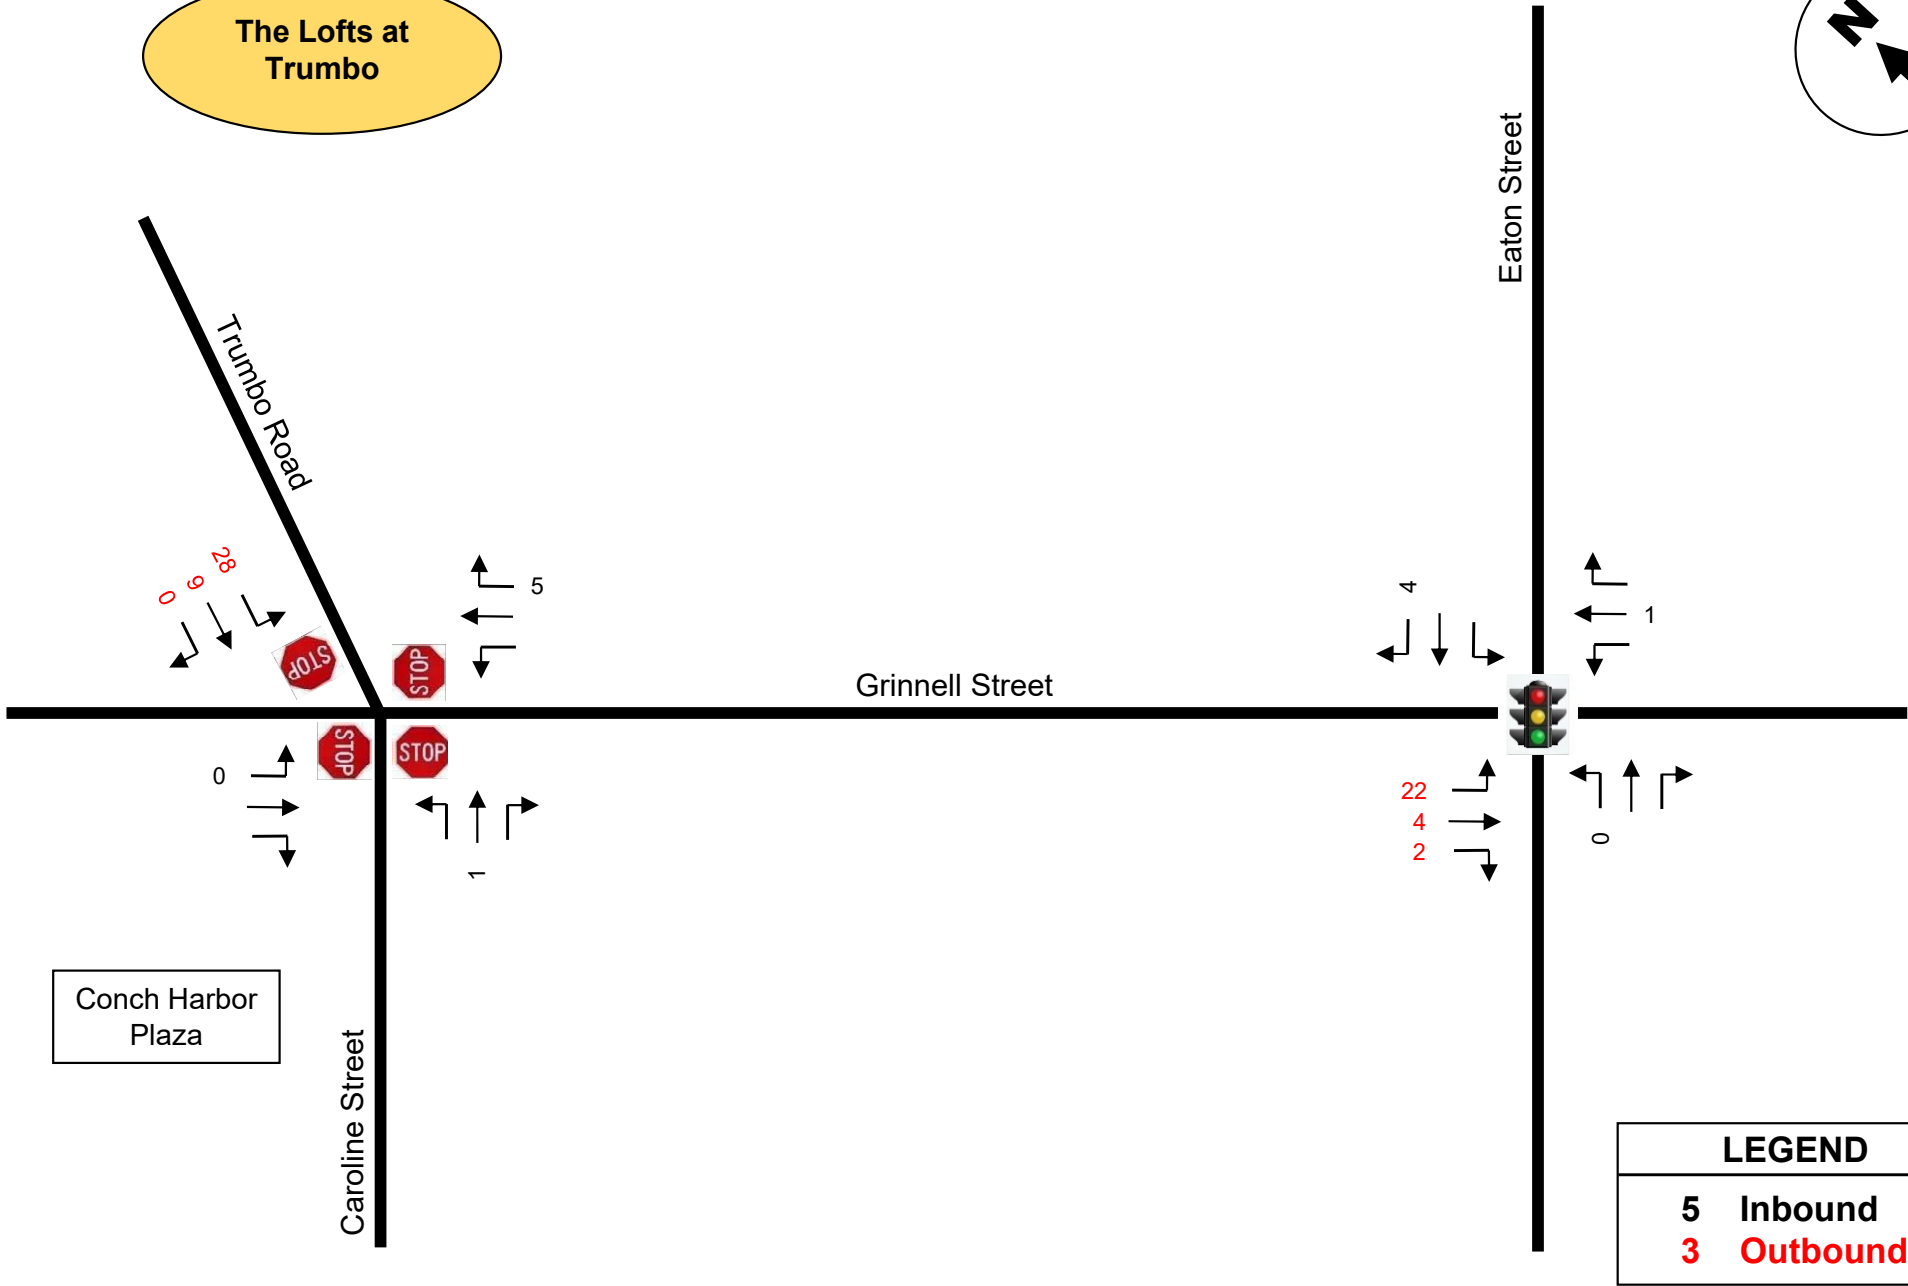 The Lofts at
Trumbo
N
Eaton Street
Trumbo Road
28
9
0
STOP
5
STOP
Grinnell Street
4
1
0
STOP
STOP
1
22
4
2
0
Conch Harbor
Plaza
Caroline Street
LEGEND
5 Inbound
3 Outbound